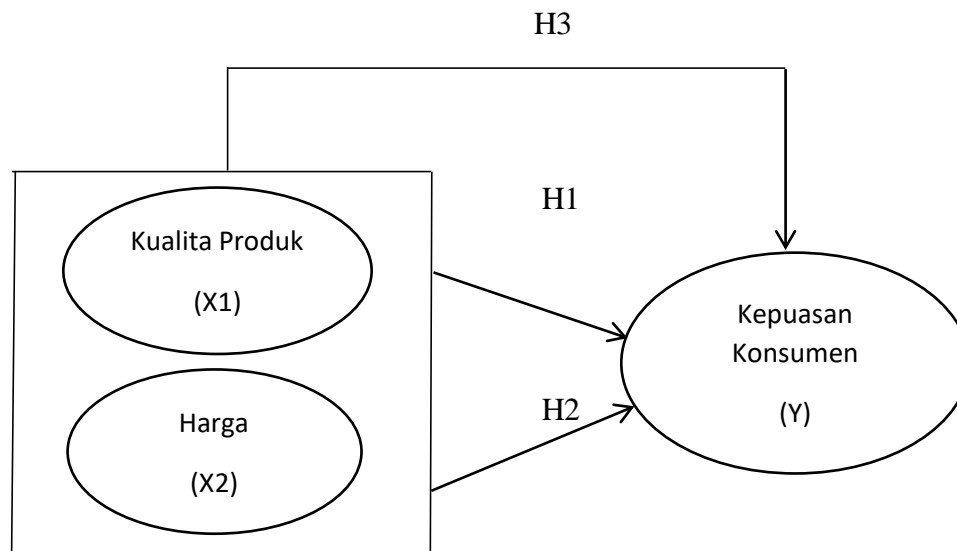 H3
H1
Kualita Produk
(X1)
Kepuasan
Konsumen
(Y)
H2
Harga
(X2)